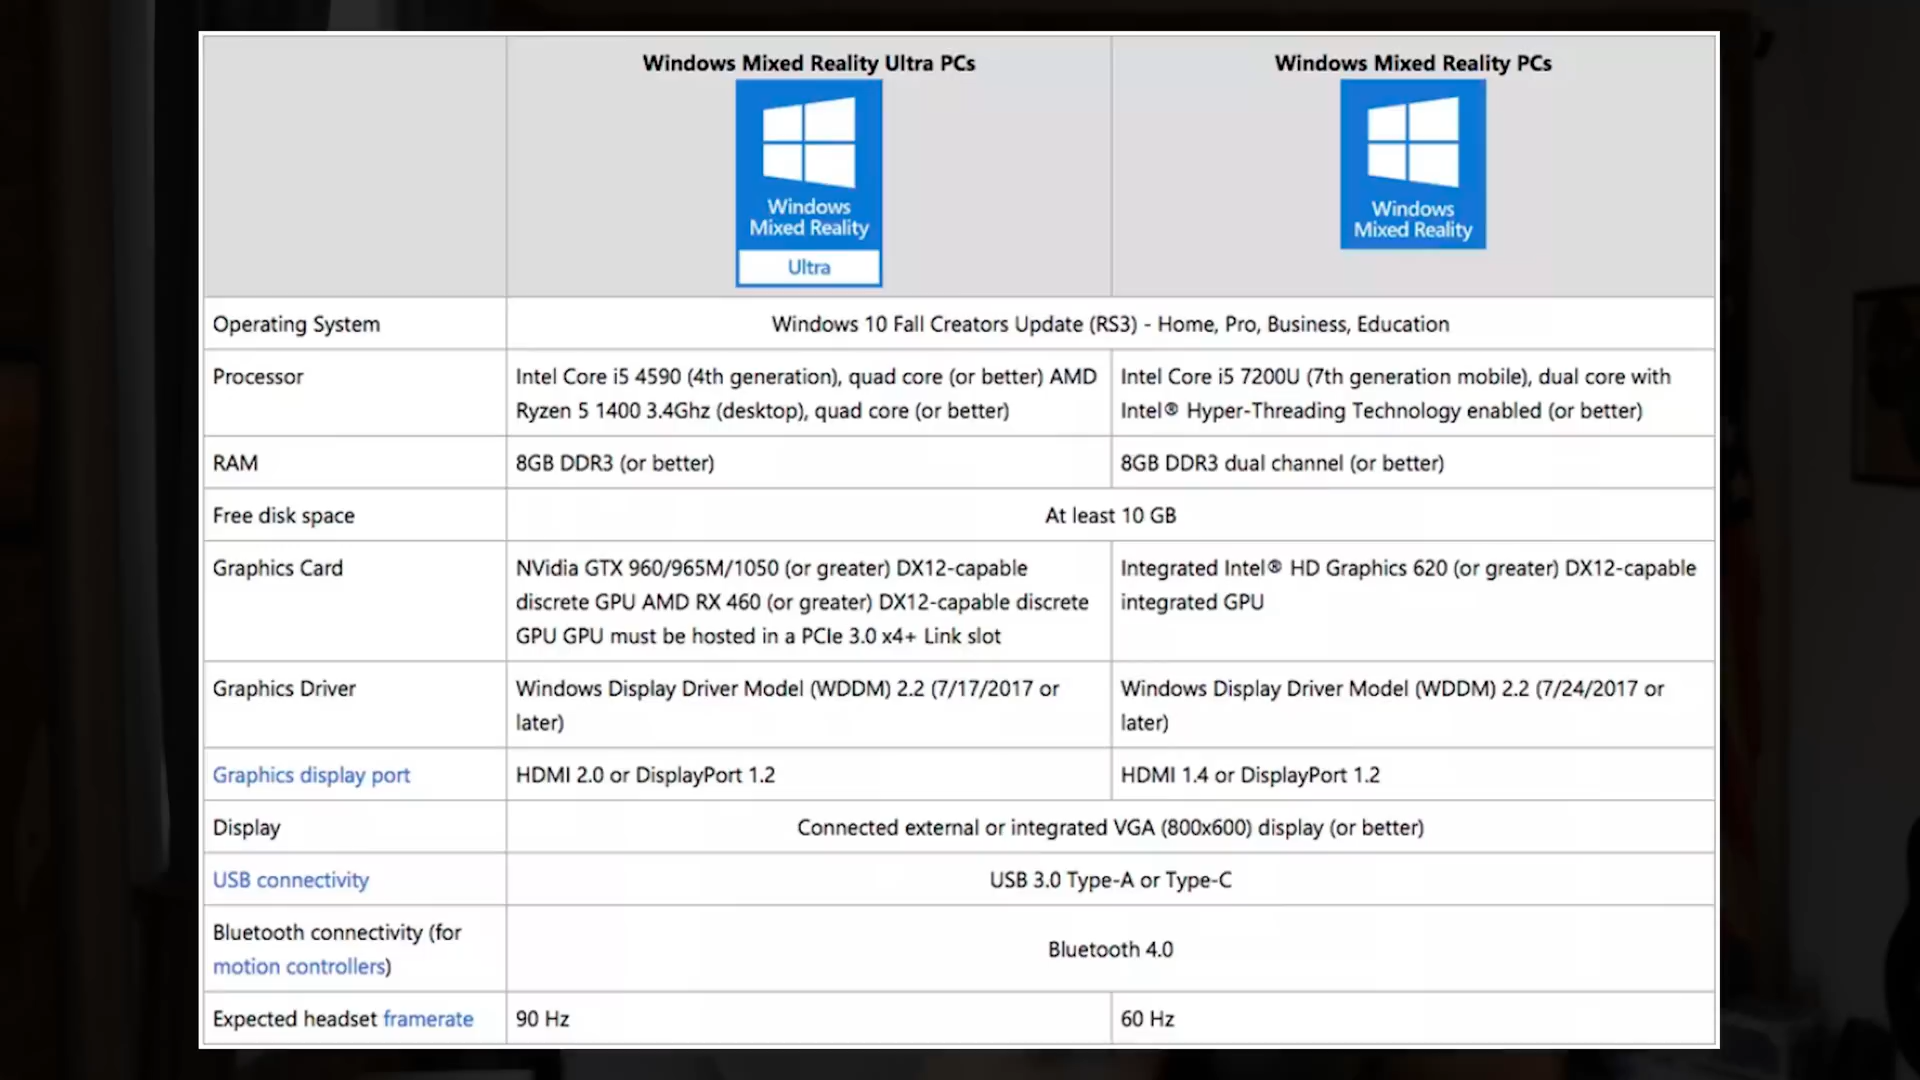 Windows Mixed Reality Ultra PCs
Windows
Mixed Reality
Ultra
Windows Mixed Reality PCs
Windows
Mixed Reality
Operating System
Windows 10 Fall Creators Update (RS3) - Home, Pro, Business, Education
Processor
Intel Core i5 4590 (4th generation), quad core (or better) AMD
Ryzen 5 1400 3.4Ghz (desktop), quad core (or better)
Intel Core i5 7200U (7th generation mobile), dual core with
Intel® Hyper-Threading Technology enabled (or better)
RAM
8GB DDR3 (or better)
8GB DDR3 dual channel (or better)
Free disk space
At least 10 GB
Graphics Card
NVidia GTX 960/965M/1050 (or greater) DX12-capable
discrete GPU AMD RX 460 (or greater) DX12-capable discrete
GPU GPU must be hosted in a PCIe 3.0 x4+ Link slot
Integrated Intel® HD Graphics 620 (or greater) DX12-capable
integrated GPU
Graphics Driver
Windows Display Driver Model (WDDM) 2.2 (7/17/2017 or
later)
Windows Display Driver Model (WDDM) 2.2 (7/24/2017 or
later)
Graphics display port
HDMI 2.0 or DisplayPort 1.2
HDMI 1.4 or DisplayPort 1.2
Display
Connected external or integrated VGA (800x600) display (or better)
USB connectivity
USB 3.0 Type-A or Type-C
Bluetooth connectivity (for
motion controllers)
Bluetooth 4.0
Expected headset framerate
90 Hz
60 Hz